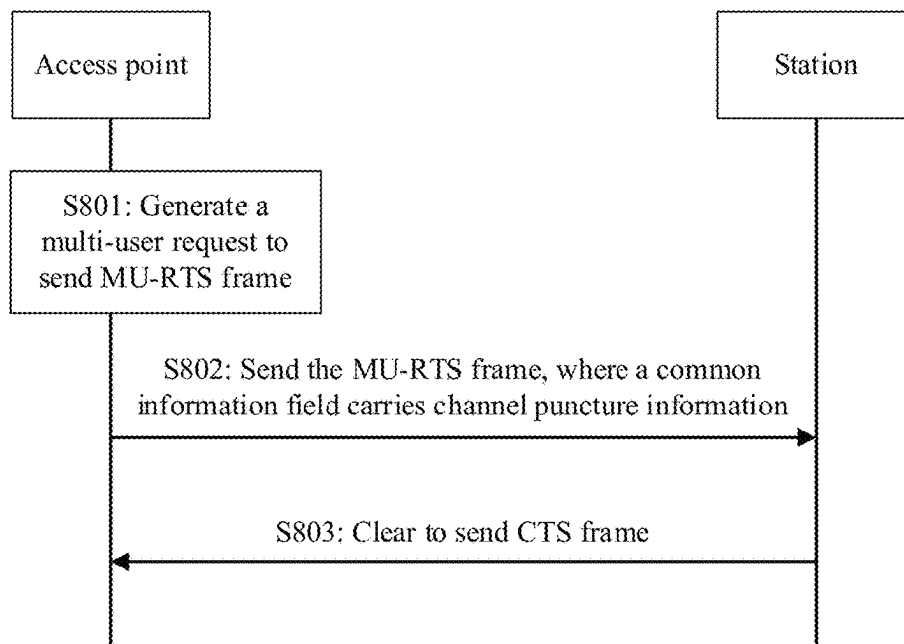 Access point
Station
S801: Generate a
multi-user request to
send MU-RTS frame
S802: Send the MU-RTS frame, where a common
information field carries channel puncture information
S803: Clear to send CTS frame